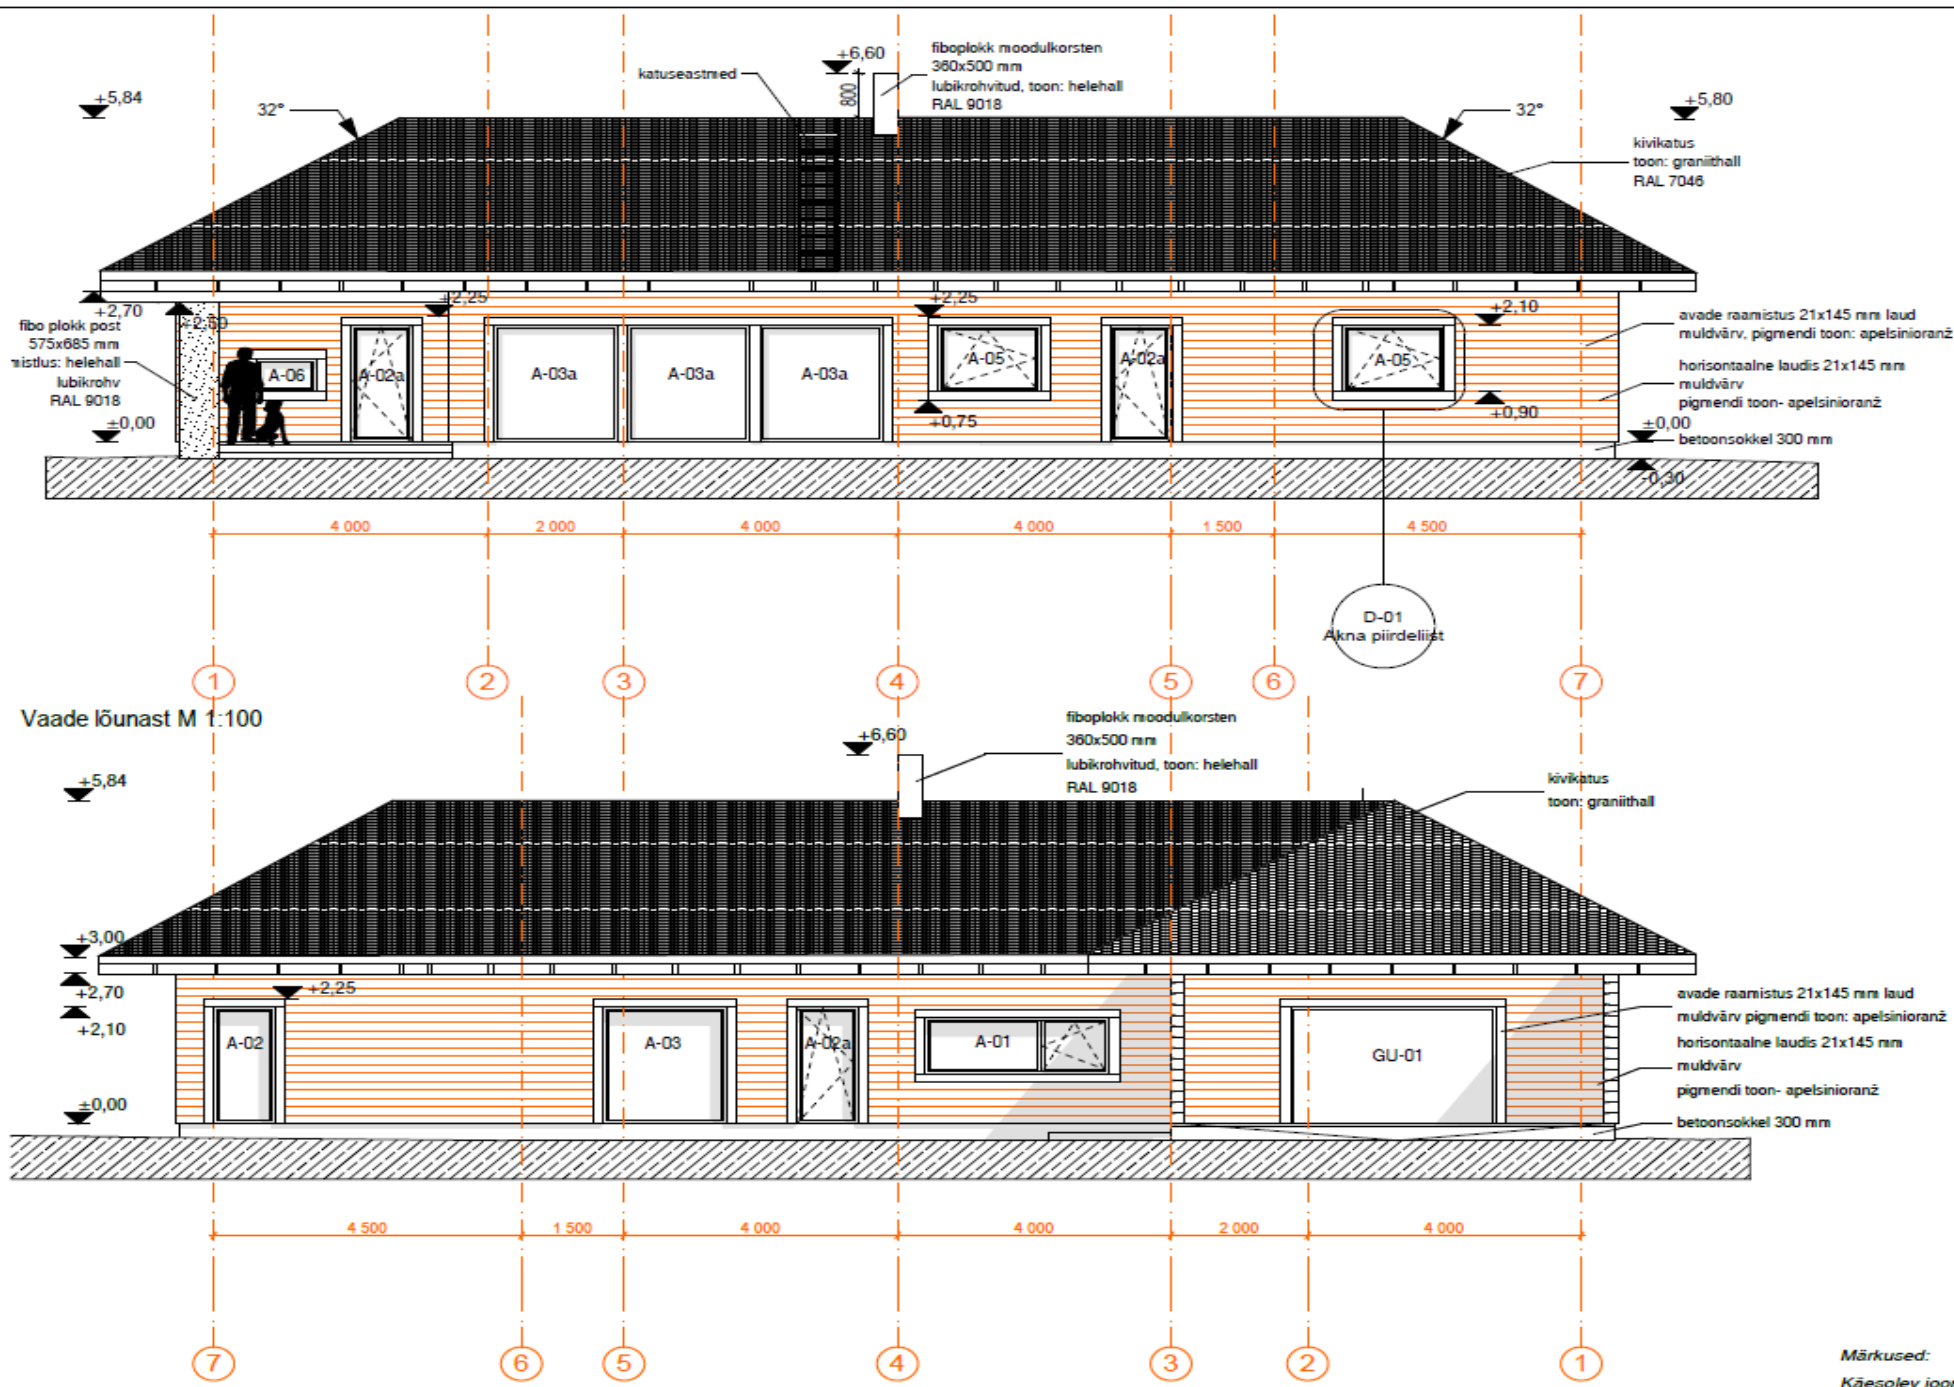 +6,60
fiboplokk moodulkorsten
360x500 mm
lubikrohvitud, toon: helehall
RAL 9018
katuseastmed
800
+5,84
32°
32°
+5,80
kivikatus
toon: graniithall
RAL 7046
+2,70
+2,25
+2,25
+2,10
fibo plokk post
575x685 mm
mistlus: helehall
lubikrohv
RAL 9018
±0,00
A-06
A-02a
A-03a
A-03a
A-03a
A-05
A-02a
A-05
+0,75
+0,90
avade raamistus 21x145 mm laud
muldvärv, pigmendi toon: apelsinioranž
horisontaalne laudis 21x145 mm
muldvärv
pigmendi toon- apelsinioranž
±0,00
betoonsokkel 300 mm
-0,30
4 000
2 000
4 000
4 000
1 500
4 500
D-01
Akna piirdeliist
1
2
3
4
5
6
7
Vaade lõunast M 1:100
+6,60
fiboplokk moodulkorsten
360x500 mm
lubikrohvitud, toon: helehall
RAL 9018
+5,84
kivikatus
toon: graniithall
+3,00
+2,70
+2,10
+2,25
±0,00
A-02
A-03
A-02a
A-01
GU-01
avade raamistus 21x145 mm laud
muldvärv pigmendi toon: apelsinioranž
horisontaalne laudis 21x145 mm
muldvärv
pigmendi toon- apelsinioranž
betoonsokkel 300 mm
4 500
1 500
4 000
4 000
2 000
4 000
7
6
5
4
3
2
1
Märkused:
Käesolev